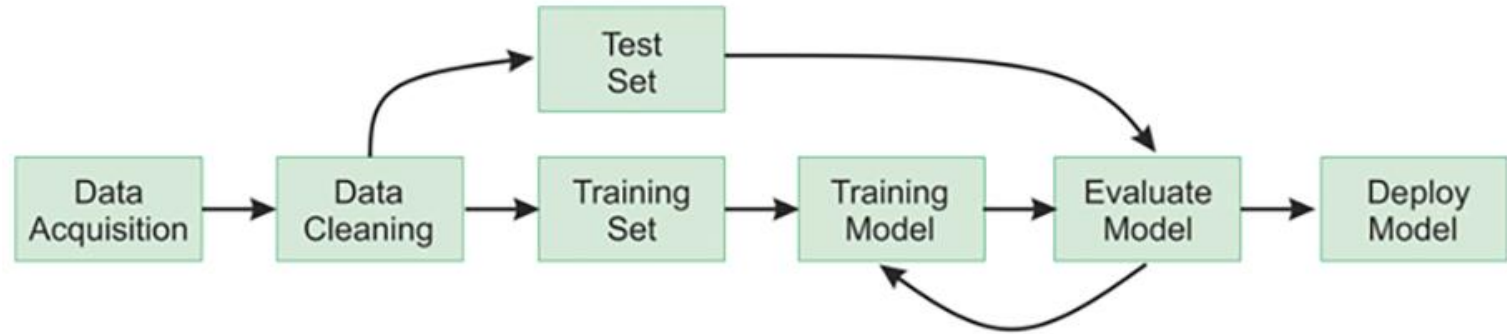 Test
Set
Data
Acquisition
Data
Cleaning
Training
Set
Training
Model
Evaluate
Model
Deploy
Model